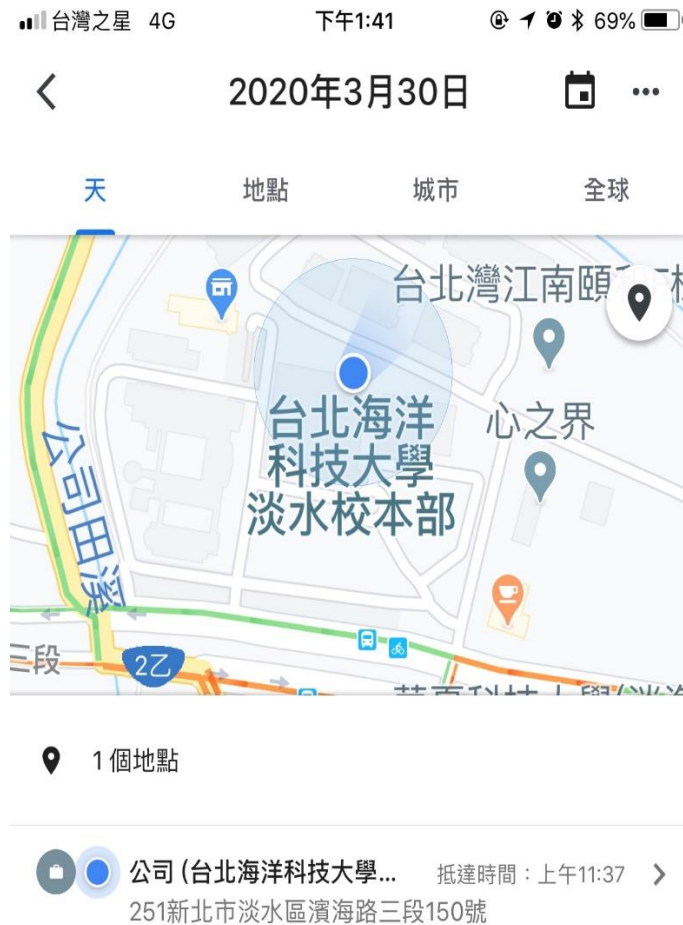 台灣之星 4G 下午1:41 69%
2020年3月30日
天 地點 城市 全球
台北灣江南頤
台北海洋
科技大學
淡水校本部
心之界
公司田溪
三段
2乙
1 個地點
公司 (台北海洋科技大學... 抵達時間：上午11:37
251新北市淡水區濱海路三段150號